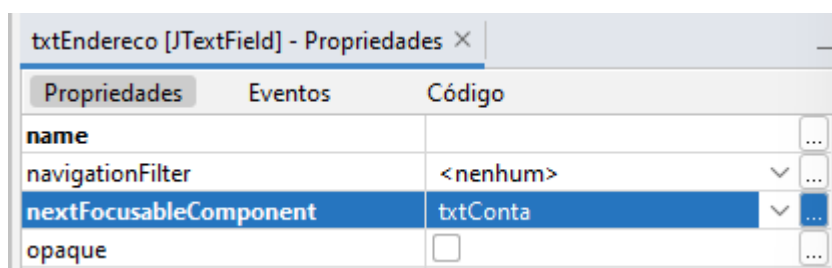 txtEndereco [JTextField] - Propriedades ×
Propriedades Eventos Código
name ...
navigationFilter <nenhum> ...
nextFocusableComponent txtConta ...
opaque ...